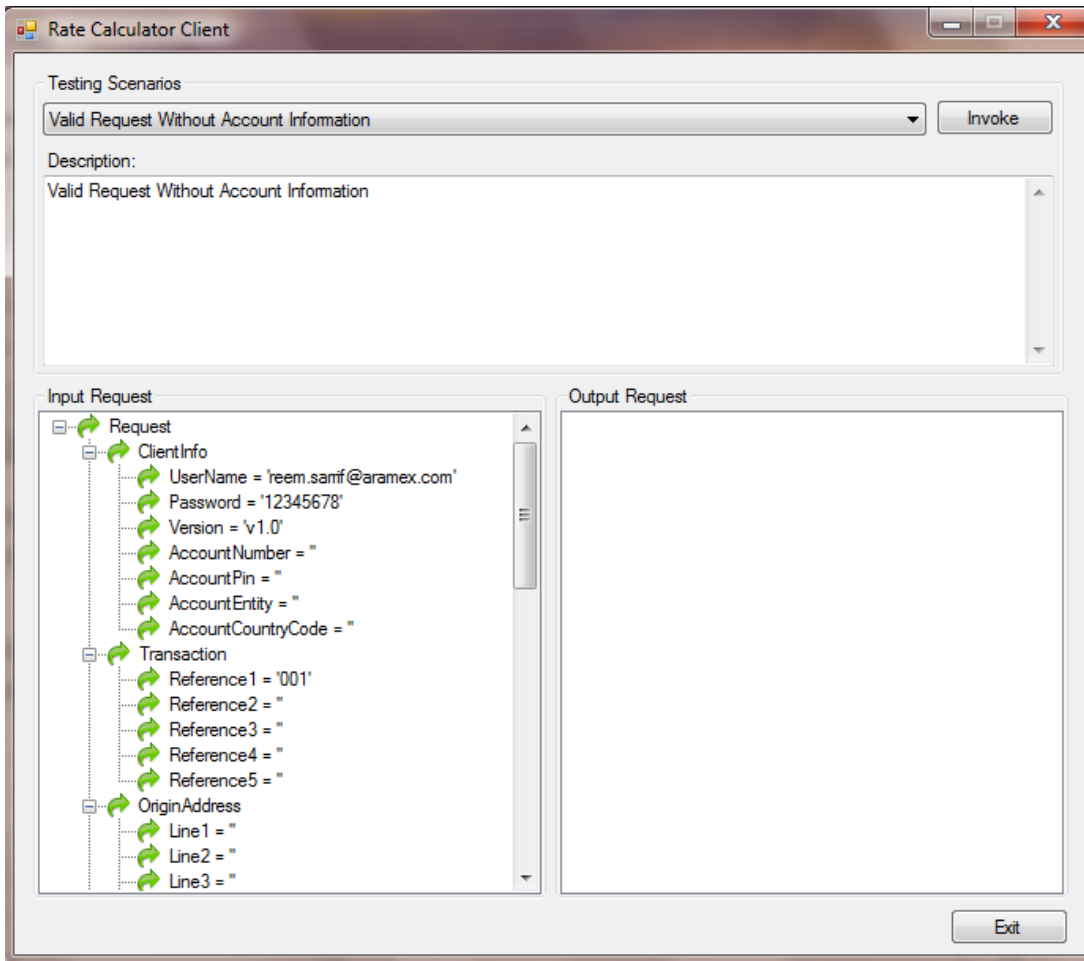 Rate Calculator Client
Testing Scenarios
Valid Request Without Account Information
Invoke
Description:
Valid Request Without Account Information
Input Request
Request
ClientInfo
UserName = 'reem.sarrif@aramex.com'
Password = '12345678'
Version = 'v1.0'
AccountNumber = ''
AccountPin = ''
AccountEntity = ''
AccountCountryCode = ''
Transaction
Reference1 = '001'
Reference2 = ''
Reference3 = ''
Reference4 = ''
Reference5 = ''
OriginAddress
Line1 = ''
Line2 = ''
Line3 = ''
Output Request
Exit